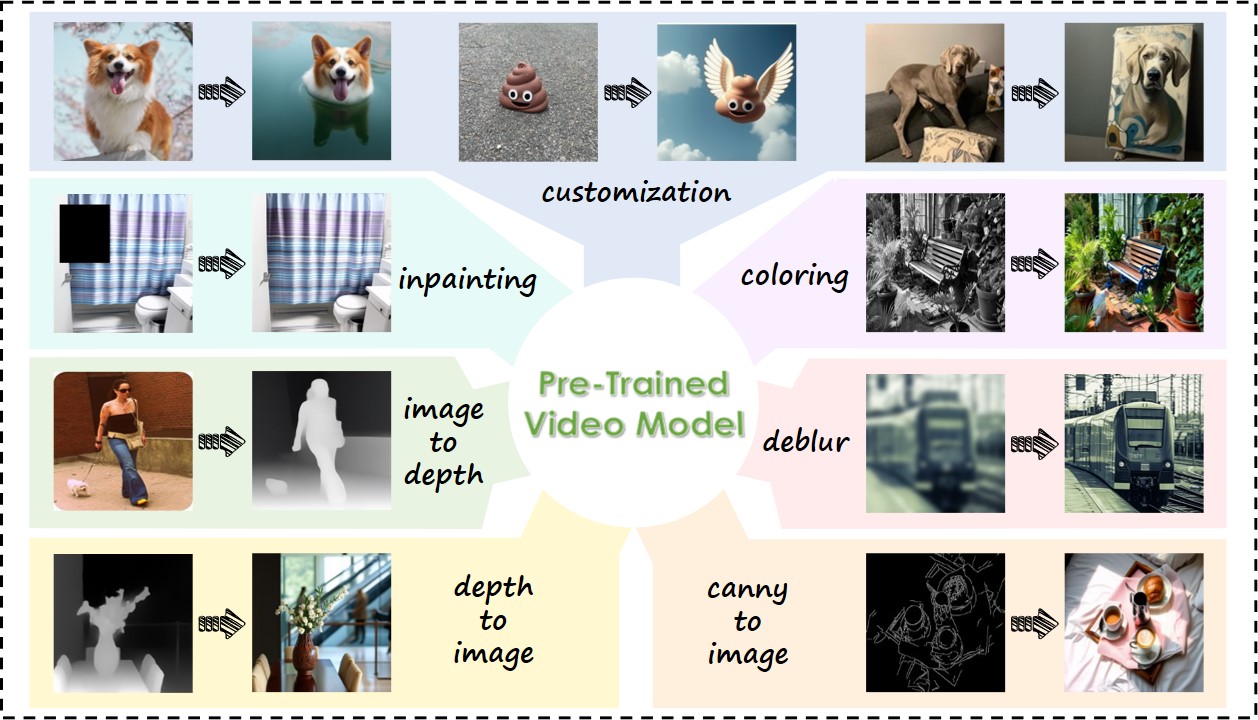 customization
inpainting
coloring
Pre-Trained
Video Model
image
to
depth
deblur
depth
to
image
canny
to
image